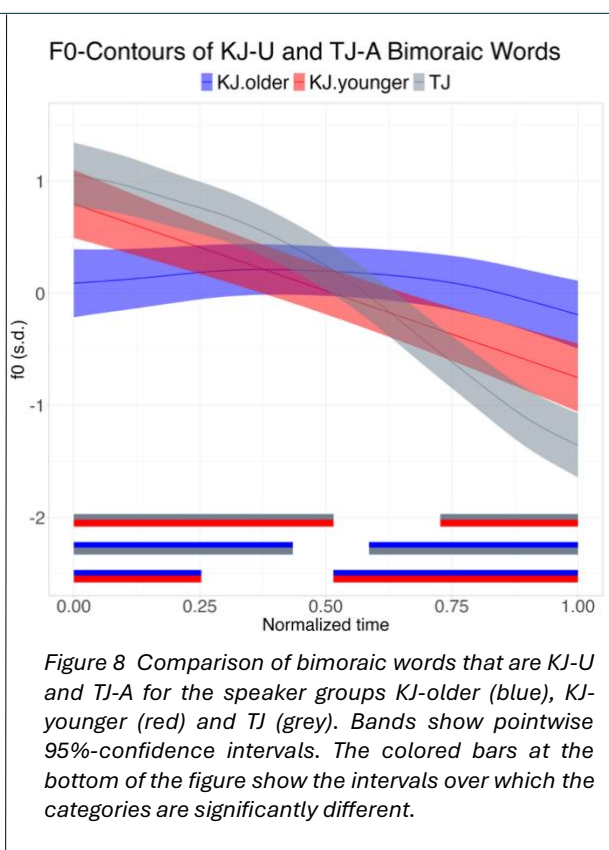 F0-Contours of KJ-U and TJ-A Bimoraic Words
KJ.older KJ.younger TJ
1
0
-1
-2
f0 (s.d.)
0.00 0.25 0.50 0.75 1.00
Normalized time
Figure 8 Comparison of bimoraic words that are KJ-U
and TJ-A for the speaker groups KJ-older (blue), KJ-
younger (red) and TJ (grey). Bands show pointwise
95%-confidence intervals. The colored bars at the
bottom of the figure show the intervals over which the
categories are significantly different.